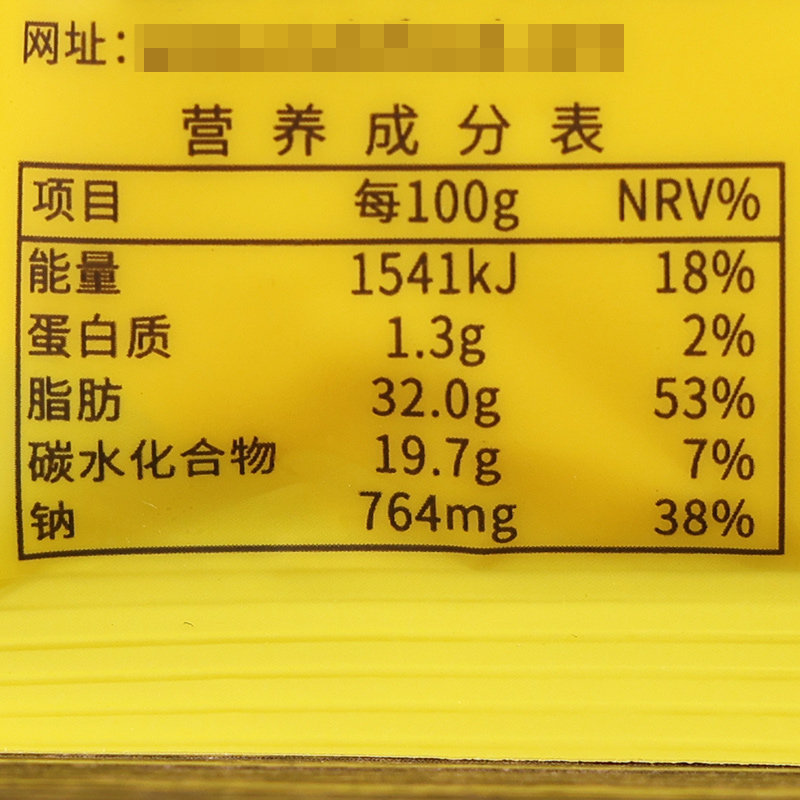 网址：
营养成分表
项目 每100g NRV%
能量 1541kJ 18%
蛋白质 1.3g 2%
脂肪 32.0g 53%
碳水化合物 19.7g 7%
钠 764mg 38%